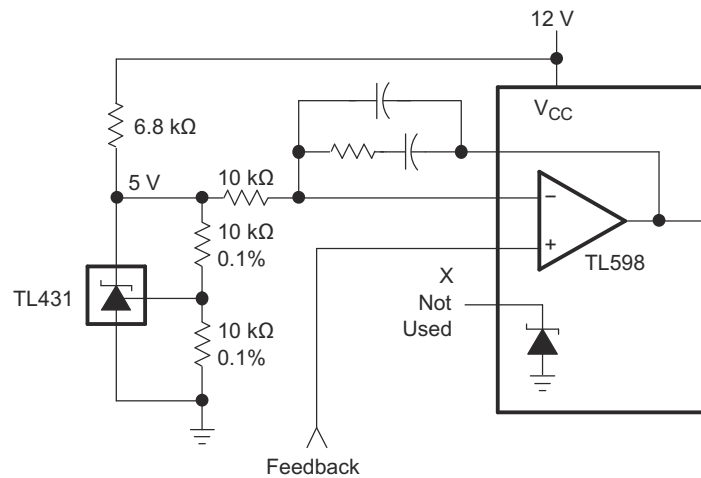 12 V
V_CC
6.8 kΩ
5 V
10 kΩ
10 kΩ
0.1%
−
+
TL598
TL431
X
Not
Used
10 kΩ
0.1%
Feedback